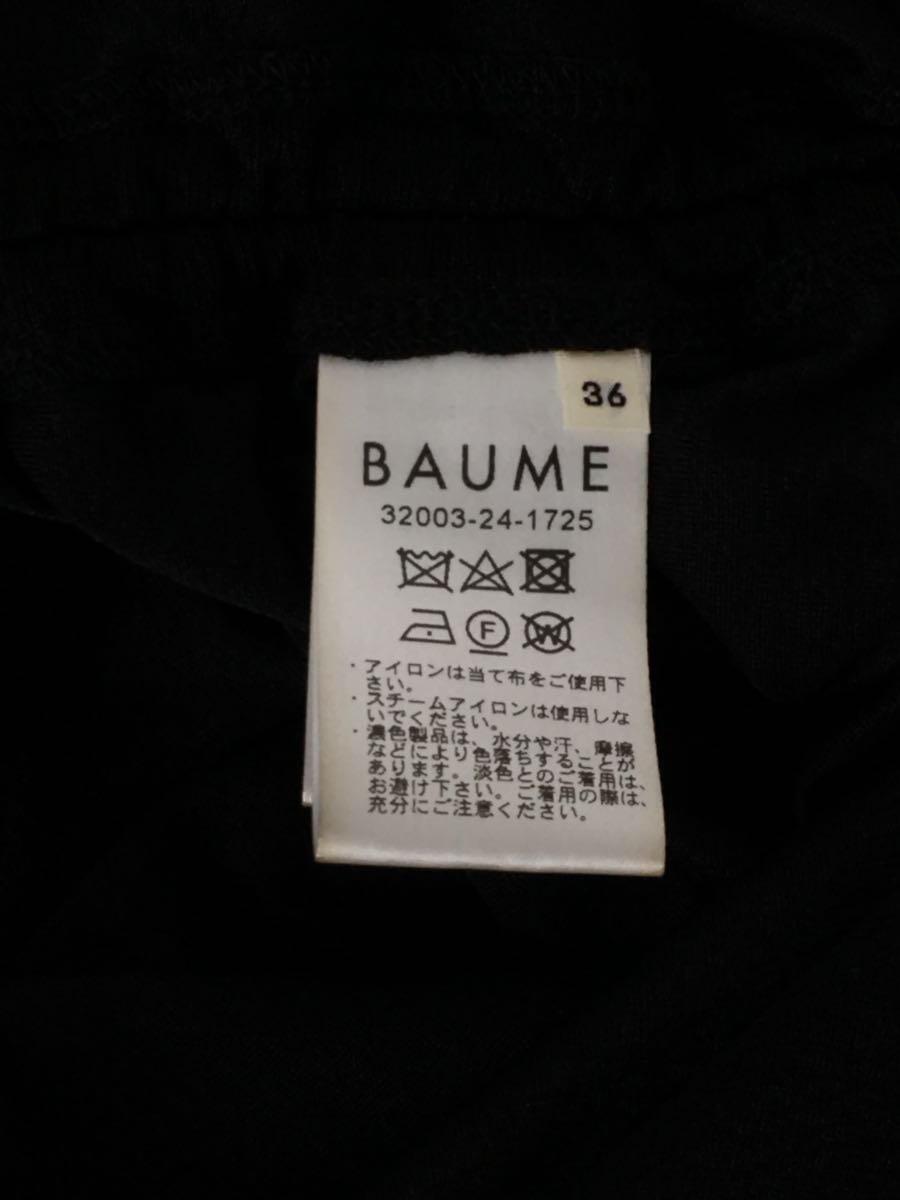 36
BAUME
32003-24-1725
F
W
・アイロンは当て布をご使用下
さい。
・スチームアイロンは使用しな
いでください。
・濃色製品は、水分や汗、摩擦
などにより色落ちすることが
あります。淡色とのご着用は、
お避け下さい。ご着用の際は、
充分にご注意ください。